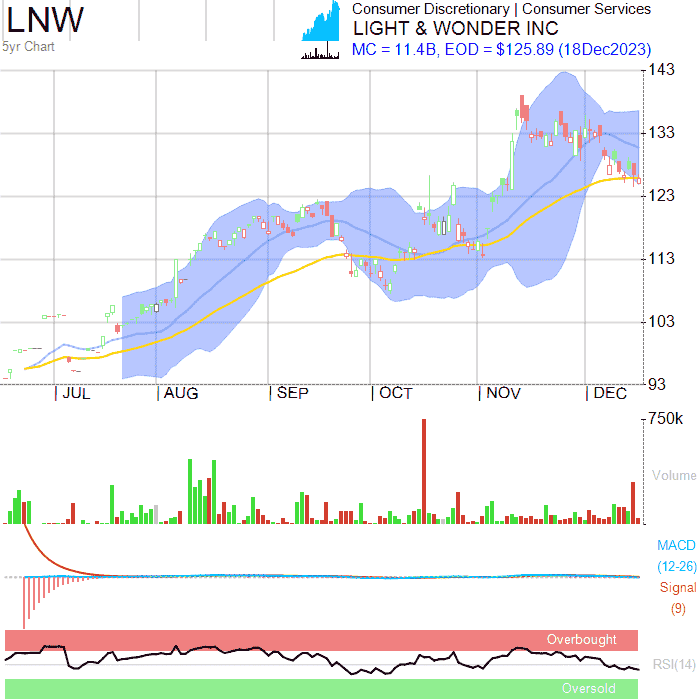 LNW
5yr Chart
Consumer Discretionary | Consumer Services
LIGHT & WONDER INC
MC = 11.4B, EOD = $125.89 (18Dec2023)
143
133
123
113
103
93
JUL
AUG
SEP
OCT
NOV
DEC
750k
Volume
MACD
(12-26)
Signal
(9)
Overbought
RSI(14)
Oversold